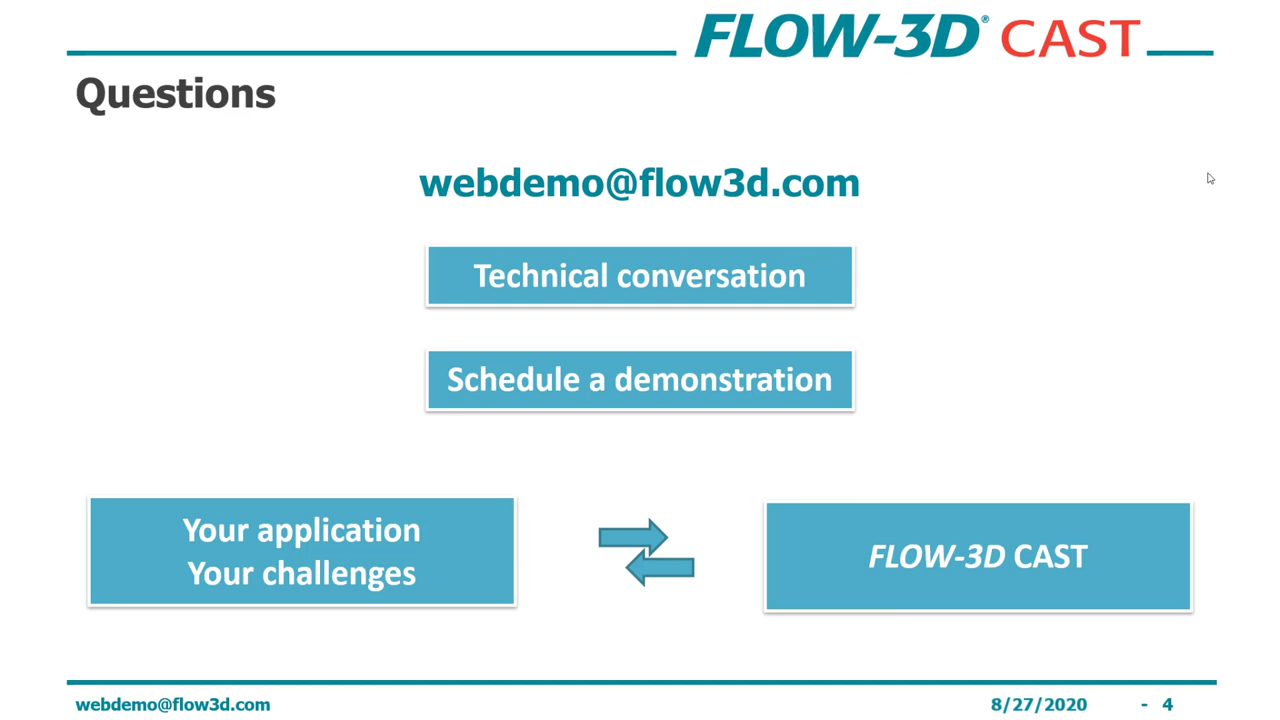 FLOW-3D® CAST
Questions
webdemo@flow3d.com
Technical conversation
Schedule a demonstration
Your application
Your challenges
FLOW-3D CAST
webdemo@flow3d.com
8/27/2020 - 4